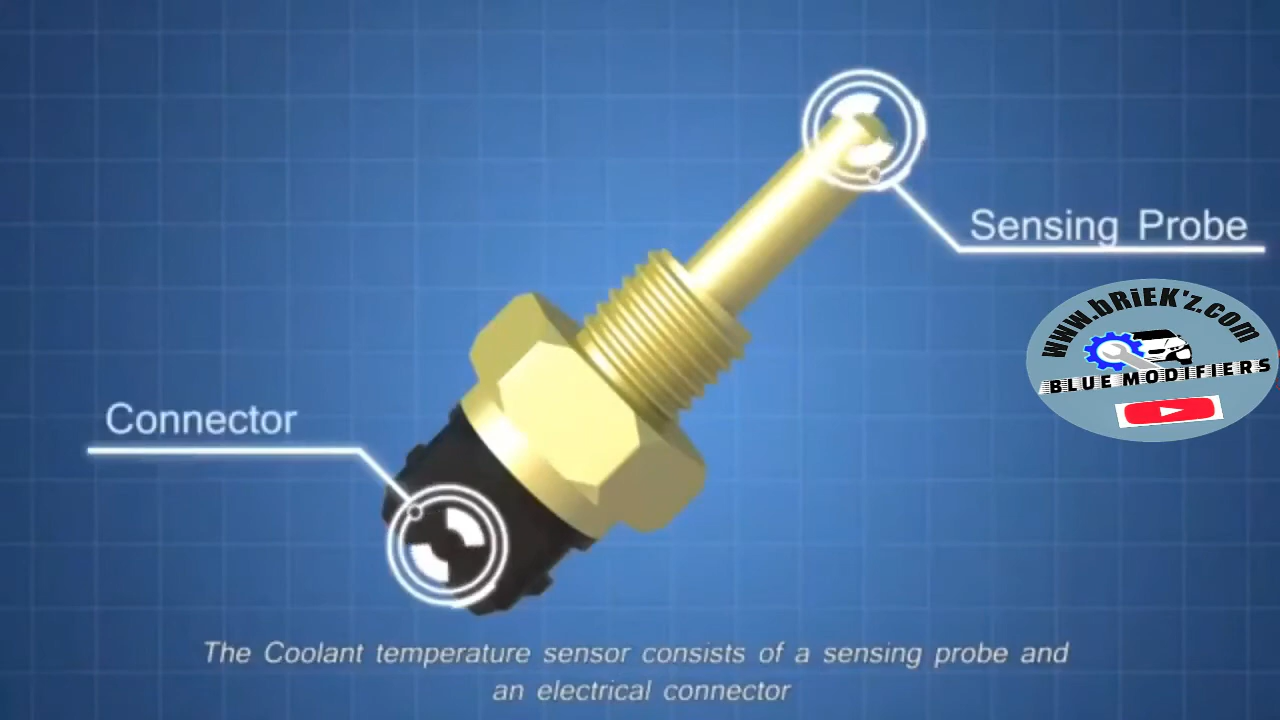 Sensing Probe
www.bRiEK'z.com
BLUE MODIFIERS
Connector
The Coolant temperature sensor consists of a sensing probe and
an electrical connector